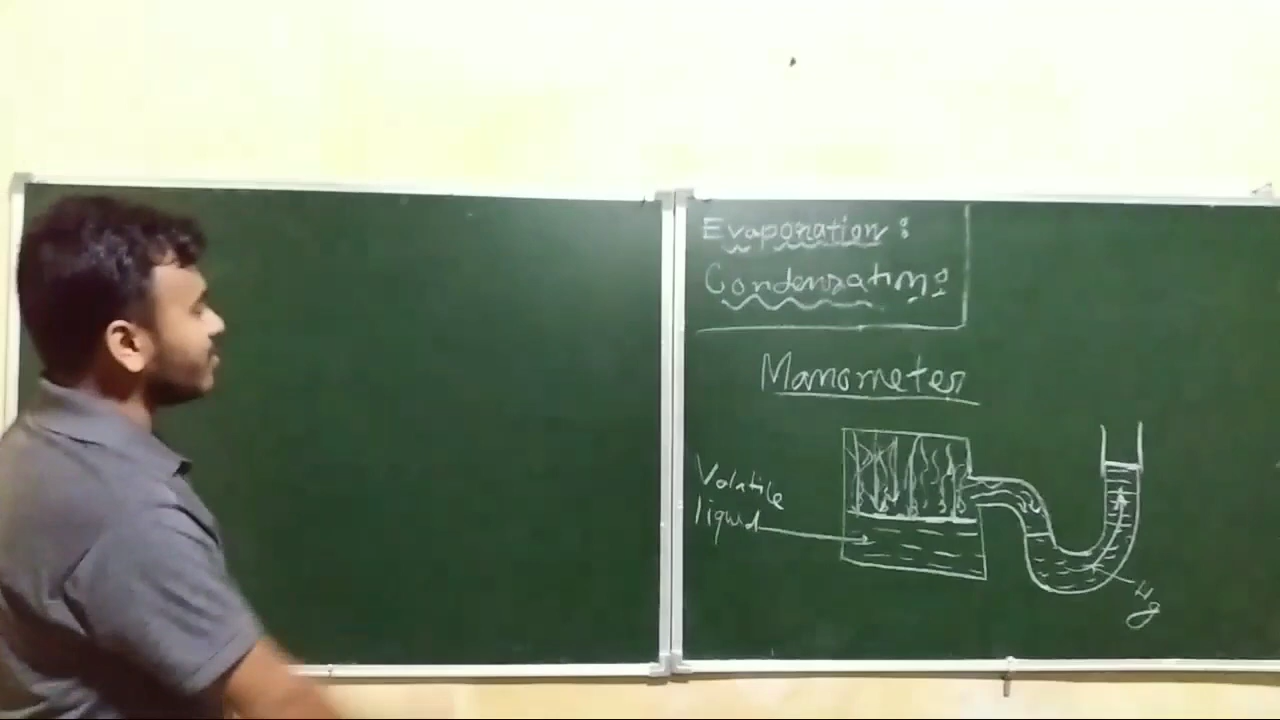 Evaporation:
Condensation:
Manometer
Volatile
liquid
Hg